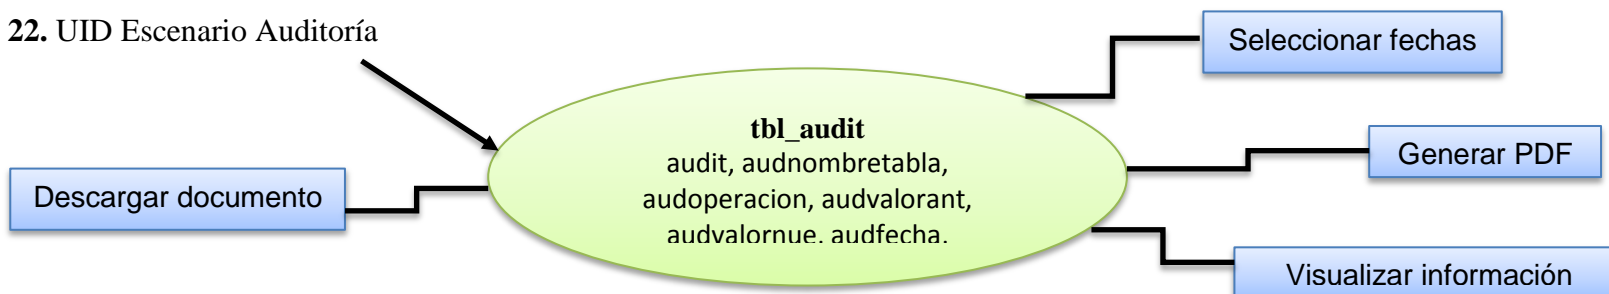 22. UID Escenario Auditoría
Seleccionar fechas
tbl_audit
audit, audnombretabla,
audoperacion, audvalorant,
audvalornue, audfecha,
Generar PDF
Descargar documento
Visualizar información